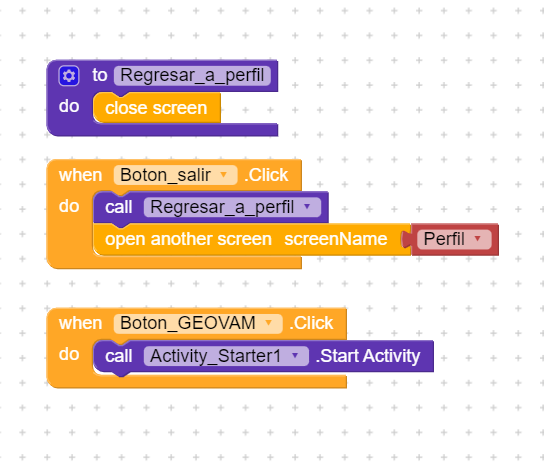 to Regresar_a_perfil
do close screen
when Boton_salir .Click
do call Regresar_a_perfil
open another screen screenName Perfil
when Boton_GEOVAM .Click
do call Activity_Starter1 .Start Activity